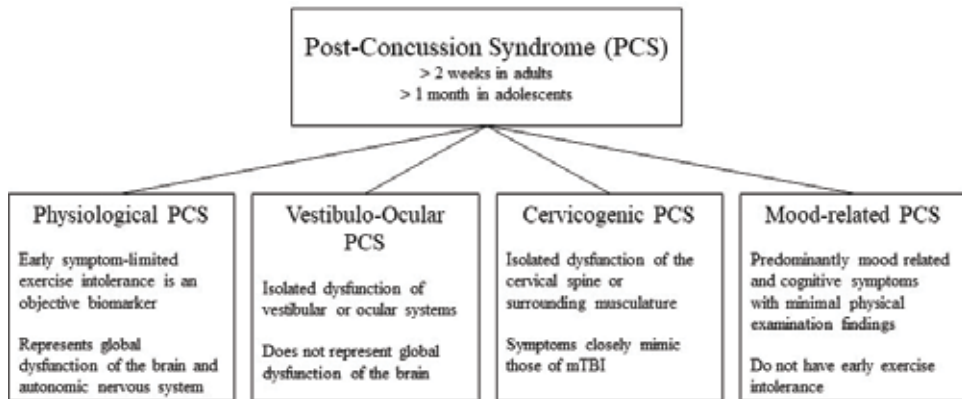 Post-Concussion Syndrome (PCS)
> 2 weeks in adults
> 1 month in adolescents
Physiological PCS
Early symptom-limited
exercise intolerance is an
objective biomarker
Represents global
dysfunction of the brain and
autonomic nervous system
Vestibulo-Ocular
PCS
Isolated dysfunction of
vestibular or ocular systems
Does not represent global
dysfunction of the brain
Cervicogenic PCS
Isolated dysfunction of the
cervical spine or
surrounding musculature
Symptoms closely mimic
those of mTBI
Mood-related PCS
Predominantly mood related
and cognitive symptoms
with minimal physical
examination findings
Do not have early exercise
intolerance